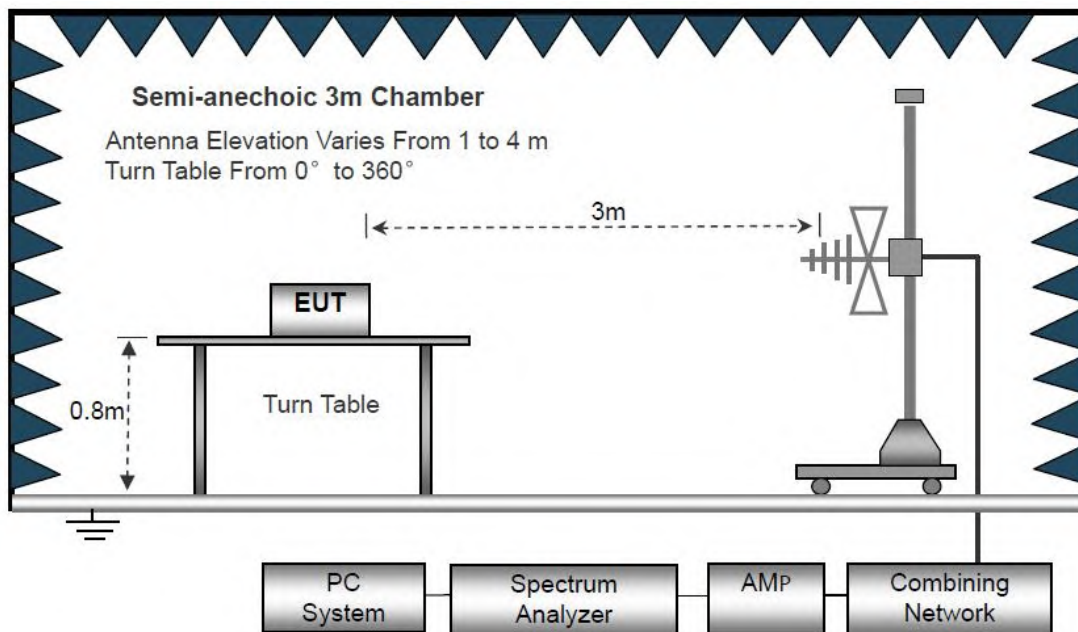 Semi-anechoic 3m Chamber
Antenna Elevation Varies From 1 to 4 m
Turn Table From 0° to 360°
3m
EUT
0.8m
Turn Table
PC
System
Spectrum
Analyzer
AMP
Combining
Network